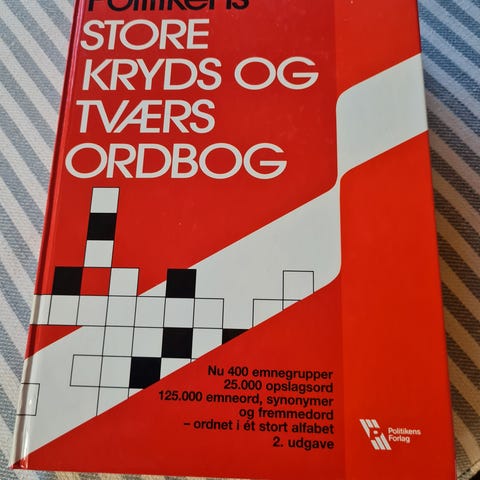 Politikens
STORE
KRYDS OG
TVÆRS
ORDBOG
Nu 400 emnegrupper
25.000 opslagsord
125.000 emneord, synonymer
og fremmedord
– ordnet i ét stort alfabet
2. udgave
Politikens
Forlag